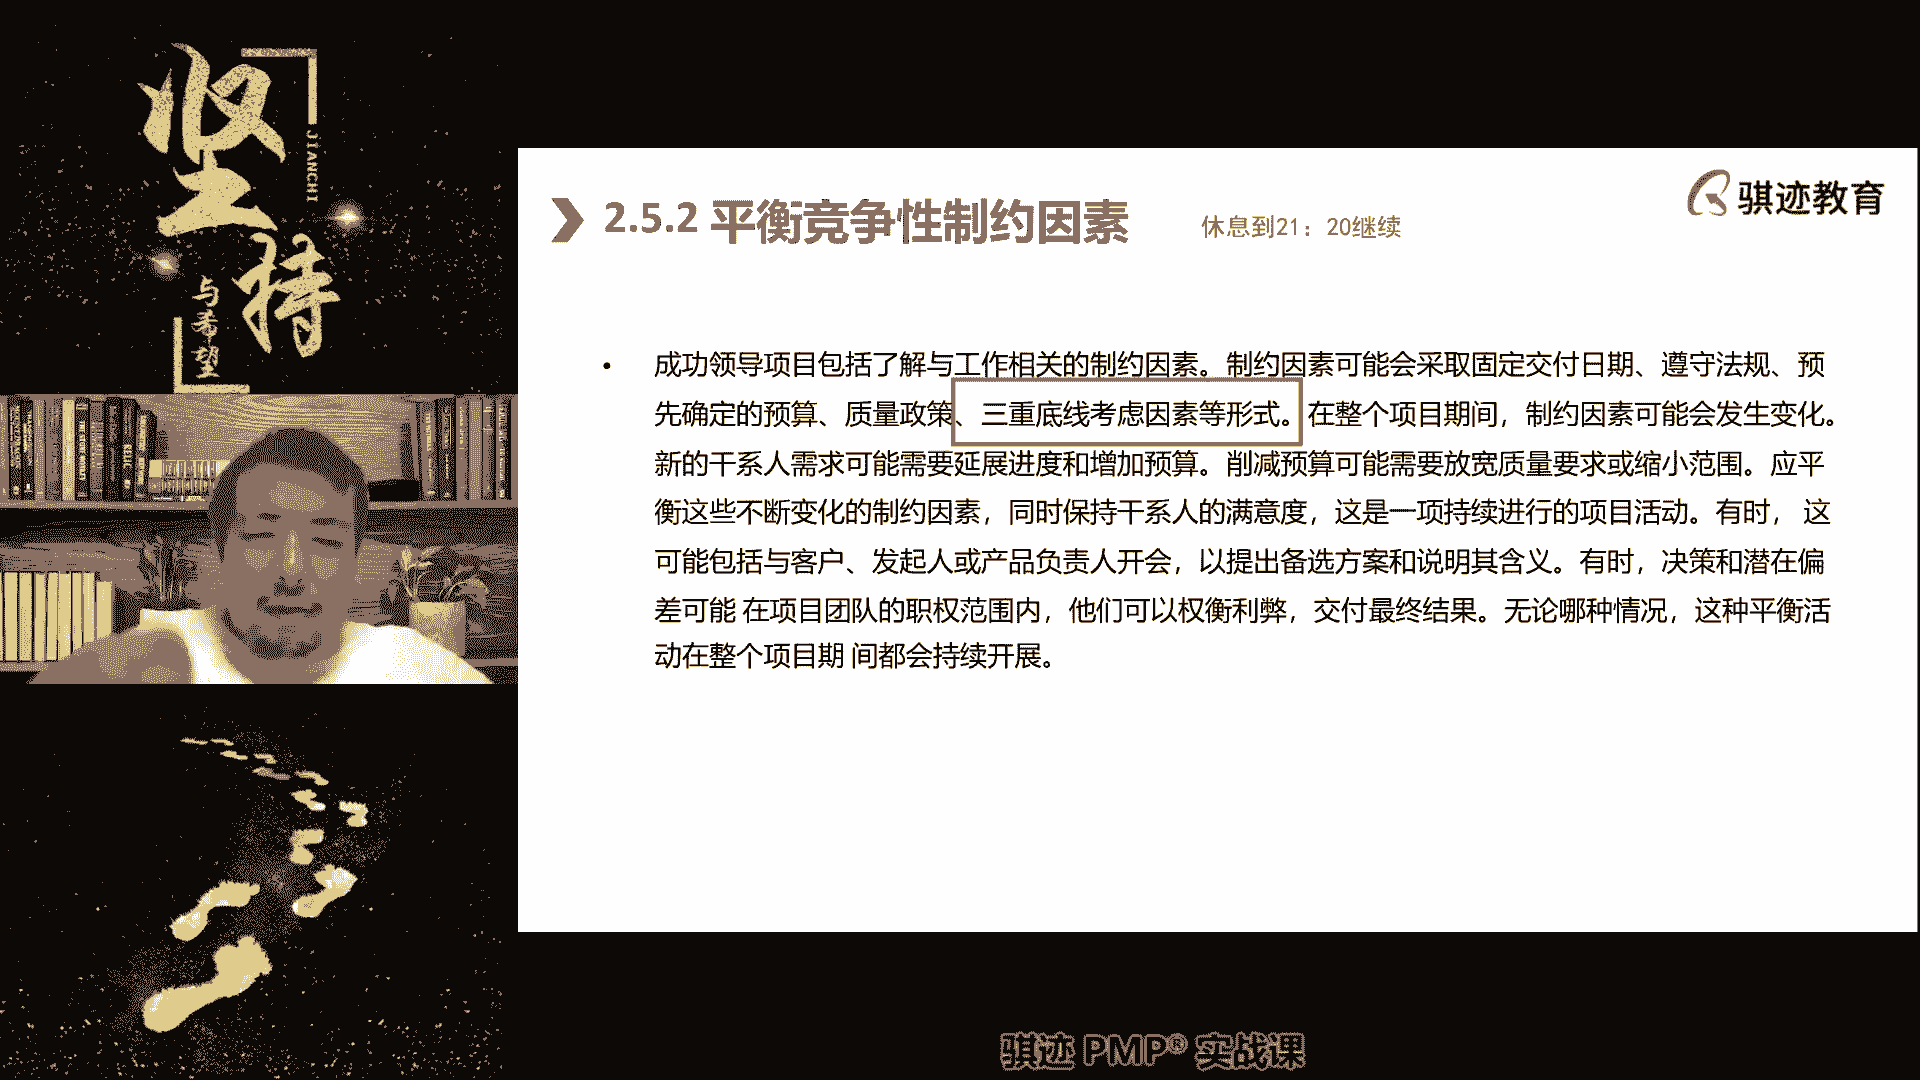 坚持
JIANCHI
与希望
骐迹教育
2.5.2 平衡竞争性制约因素
休息到21：20继续
• 成功领导项目包括了解与工作相关的制约因素。制约因素可能会采取固定交付日期、遵守法规、预
先确定的预算、质量政策、三重底线考虑因素等形式。在整个项目期间，制约因素可能会发生变化。
新的干系人需求可能需要延展进度和增加预算。削减预算可能需要放宽质量要求或缩小范围。应平
衡这些不断变化的制约因素，同时保持干系人的满意度，这是一项持续进行的项目活动。有时， 这
可能包括与客户、发起人或产品负责人开会，以提出备选方案和说明其含义。有时，决策和潜在偏
差可能 在项目团队的职权范围内，他们可以权衡利弊，交付最终结果。无论哪种情况，这种平衡活
动在整个项目期 间都会持续开展。
骐迹 PMP® 实战课